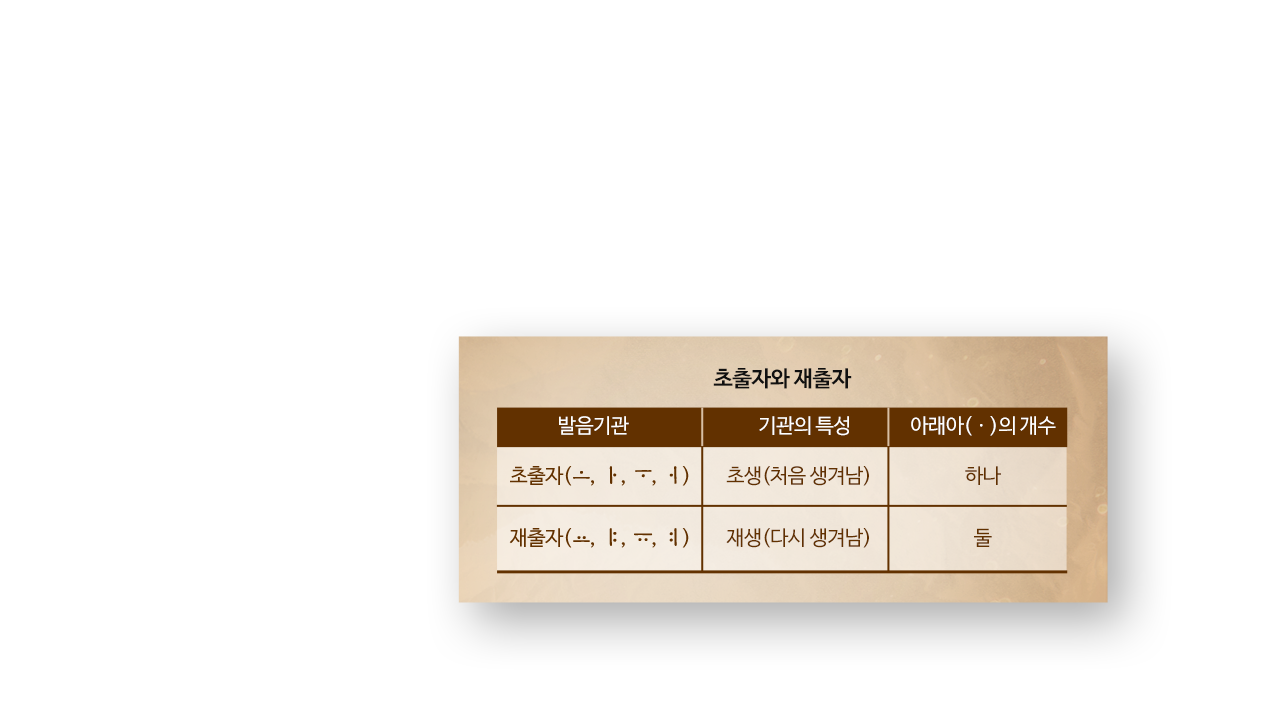 초출자와 재출자
발음기관 기관의 특성 아래아(ㆍ)의 개수
초출자(ㅗ, ㅏ, ㅜ, ㅓ) 초생(처음 생겨남) 하나
재출자(ㅛ, ㅑ, ㅠ, ㅕ) 재생(다시 생겨남) 둘